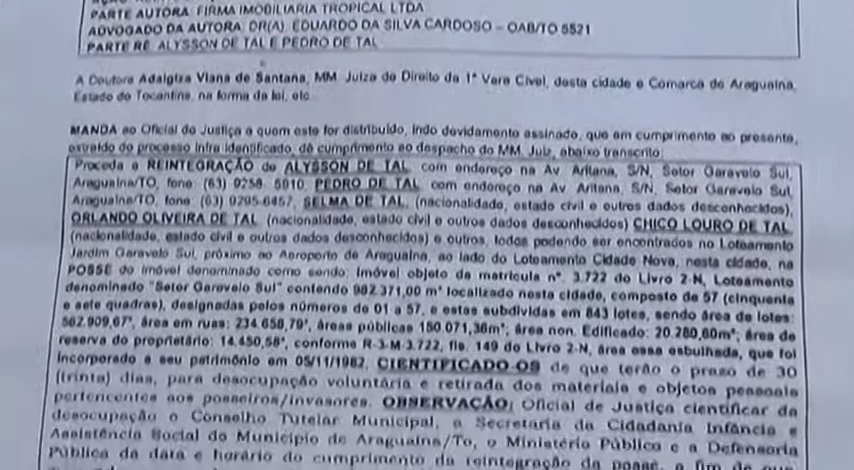 PARTE AUTORA: FIRMA IMOBILIARIA TROPICAL LTDA
ADVOGADO DA AUTORA: DR(A). EDUARDO DA SILVA CARDOSO – OAB/TO 5521
PARTE RÉ: ALYSSON DE TAL E PEDRO DE TAL
A Doutora Adalgiza Viana de Santana, MM. Juiza de Direito da 1ª Vara Cível, desta cidade e Comarca de Araguaina,
Estado do Tocantins, na forma da lei, etc.
MANDA ao Oficial de Justiça a quem este for distribuído, indo devidamente assinado, que em cumprimento ao presente,
extraído do processo infra identificado, dê cumprimento ao despacho do MM. Juiz, abaixo transcrito:
Proceda a REINTEGRAÇÃO de ALYSSON DE TAL, com endereço na Av Aritana, S/N, Setor Garavelo Sul,
Araguaína/TO, fone: (63) 9258- 5010, PEDRO DE TAL com endereço na Av Aritana, S/N, Setor Garavelo Sul,
Araguaína/TO, fone: (63) 9295-6457, SELMA DE TAL, (nacionalidade, estado civil e outros dados desconhecidos),
ORLANDO OLIVEIRA DE TAL (nacionalidade, estado civil e outros dados desconhecidos) CHICO LOURO DE TAL
(nacionalidade, estado civil e outros dados desconhecidos) e outros, todos podendo ser encontrados no Loteamento
Jardim Garavelo Sul, próximo ao Aeroporto de Araguaína, ao lado do Loteamento Cidade Nova, nesta cidade, na
POSSE do imóvel denominado como sendo: Imóvel objeto da matricula nº. 3.722 do Livro 2-N, Loteamento
denominado "Setor Garavelo Sul" contendo 982.371,00 m² localizado nesta cidade, composto de 57 (cinquenta
e sete quadras), designadas pelos números de 01 a 57, e estas subdividas em 843 lotes, sendo área de lotes:
562.909,67², área em ruas: 234.658,79², áreas públicas 150.071,36m²; área non. Edificado: 20.280,60m²; área de
reserva do proprietário: 14.450,58², conforme R-3-M-3.722, fls. 149 do Livro 2-N, área essa esbulhada, que foi
incorporado a seu patrimônio em 05/11/1982, CIENTIFICADO-OS de que terão o prazo de 30
(trinta) dias, para desocupação voluntária e retirada dos materiais e objetos pessoais
pertencentes aos posseiros/invasores. OBSERVAÇÃO: Oficial de Justiça cientificar da
desocupação o Conselho Tutelar Municipal, a Secretaria da Cidadania Infância e
Assistência Social do Município de Araguaina/To, o Ministério Público e a Defensoria
Pública da data e horário do cumprimento da reintegração da posse, a fim de que